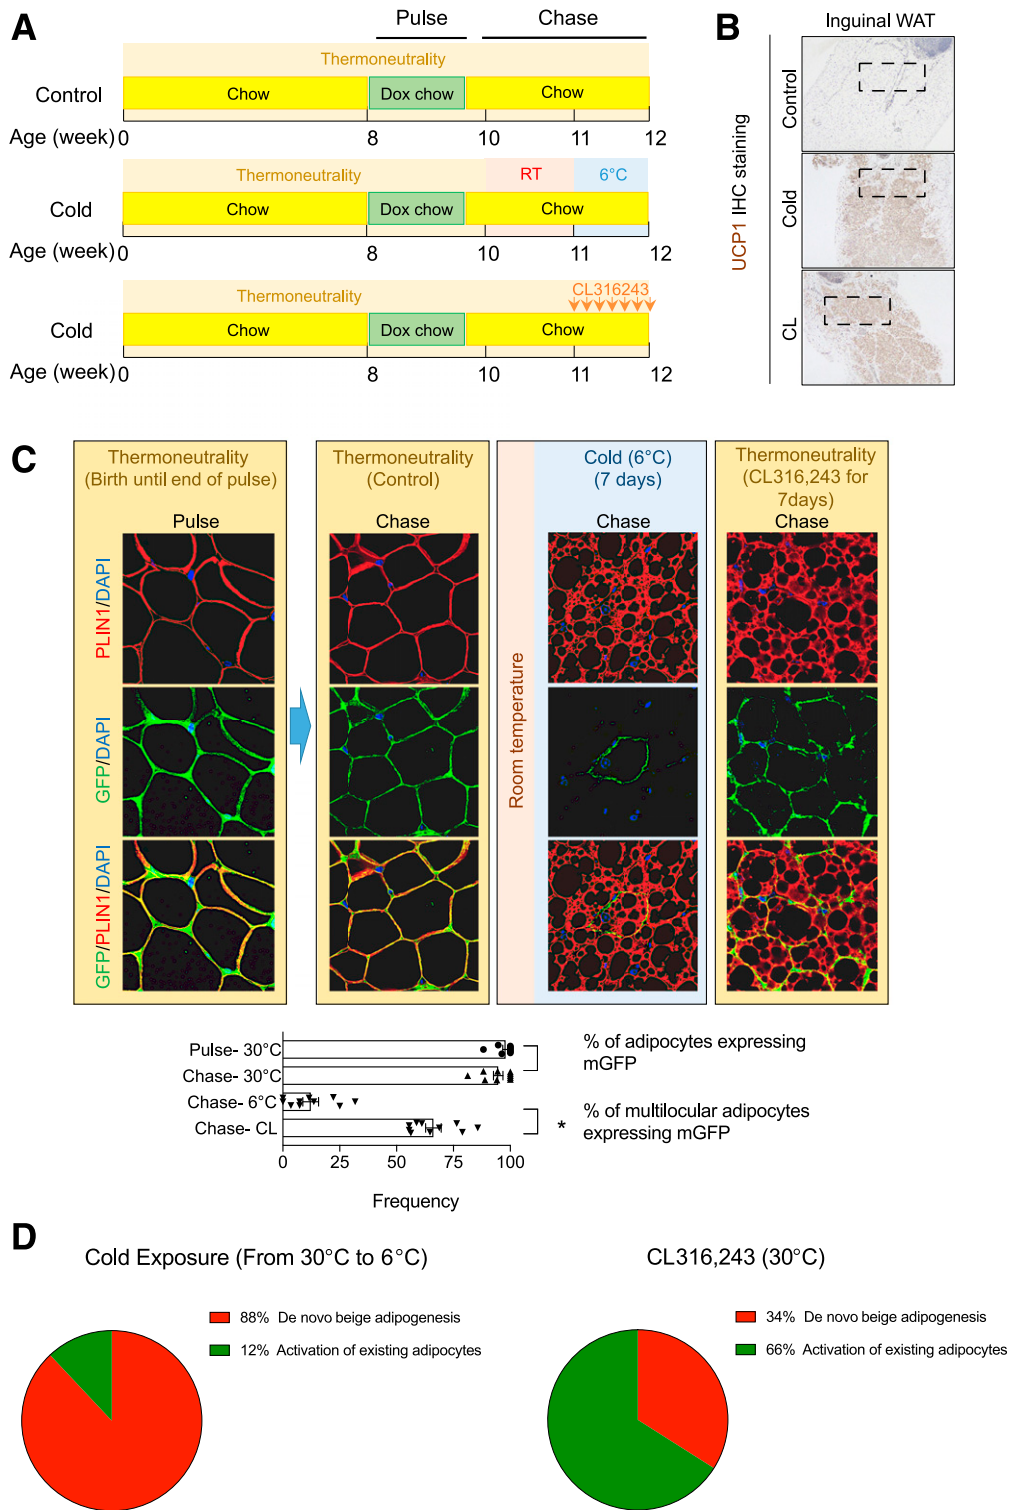 A
Pulse
Chase
Thermoneutrality
Control
Chow
Dox chow
Chow
Age (week)
0
8
10
11
12
Thermoneutrality
RT
6°C
Cold
Chow
Dox chow
Chow
Age (week)
0
8
10
11
12
Thermoneutrality
CL316243
Cold
Chow
Dox chow
Chow
Age (week)
0
8
10
11
12
B
Inguinal WAT
UCP1 IHC staining
Control
Cold
CL
C
Thermoneutrality
(Birth until end of pulse)
Pulse
Thermoneutrality
(Control)
Chase
Cold (6°C)
(7 days)
Chase
Thermoneutrality
(CL316,243 for
7days)
Chase
PLIN1/DAPI
GFP/DAPI
GFP/PLIN1/DAPI
Room temperature
Pulse- 30°C
Chase- 30°C
Chase- 6°C
Chase- CL
0
25
50
75
100
Frequency
% of adipocytes expressing
mGFP
*
% of multilocular adipocytes
expressing mGFP
D
Cold Exposure (From 30°C to 6°C)
88% De novo beige adipogenesis
12% Activation of existing adipocytes
CL316,243 (30°C)
34% De novo beige adipogenesis
66% Activation of existing adipocytes